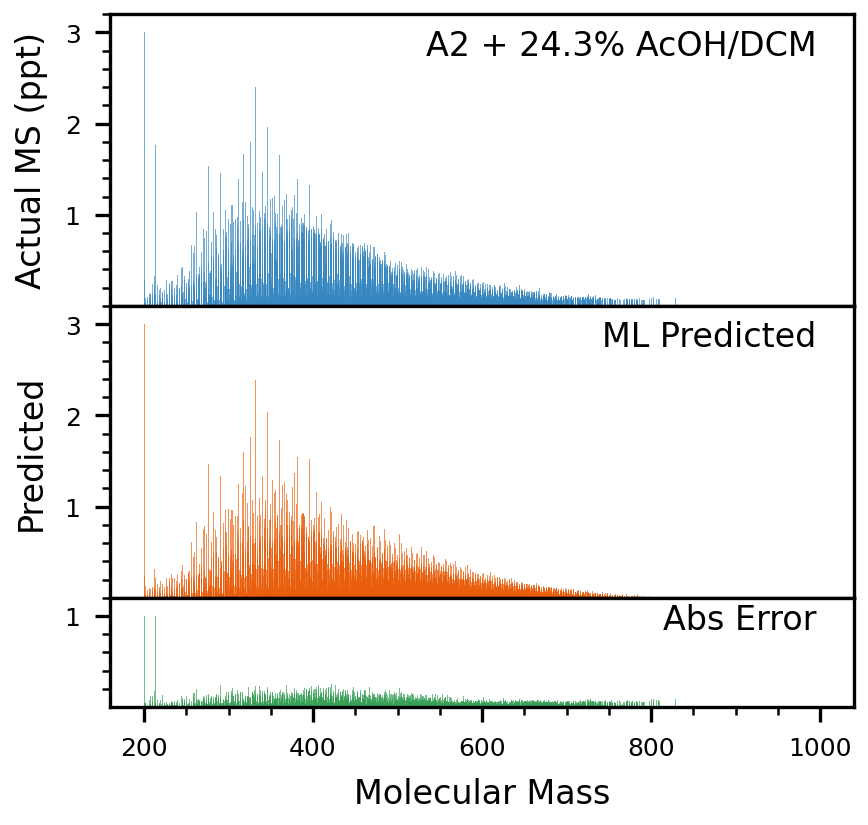 A2 + 24.3% AcOH/DCM
Actual MS (ppt)
3
2
1
ML Predicted
Predicted
3
2
1
Abs Error
1
200 400 600 800 1000
Molecular Mass